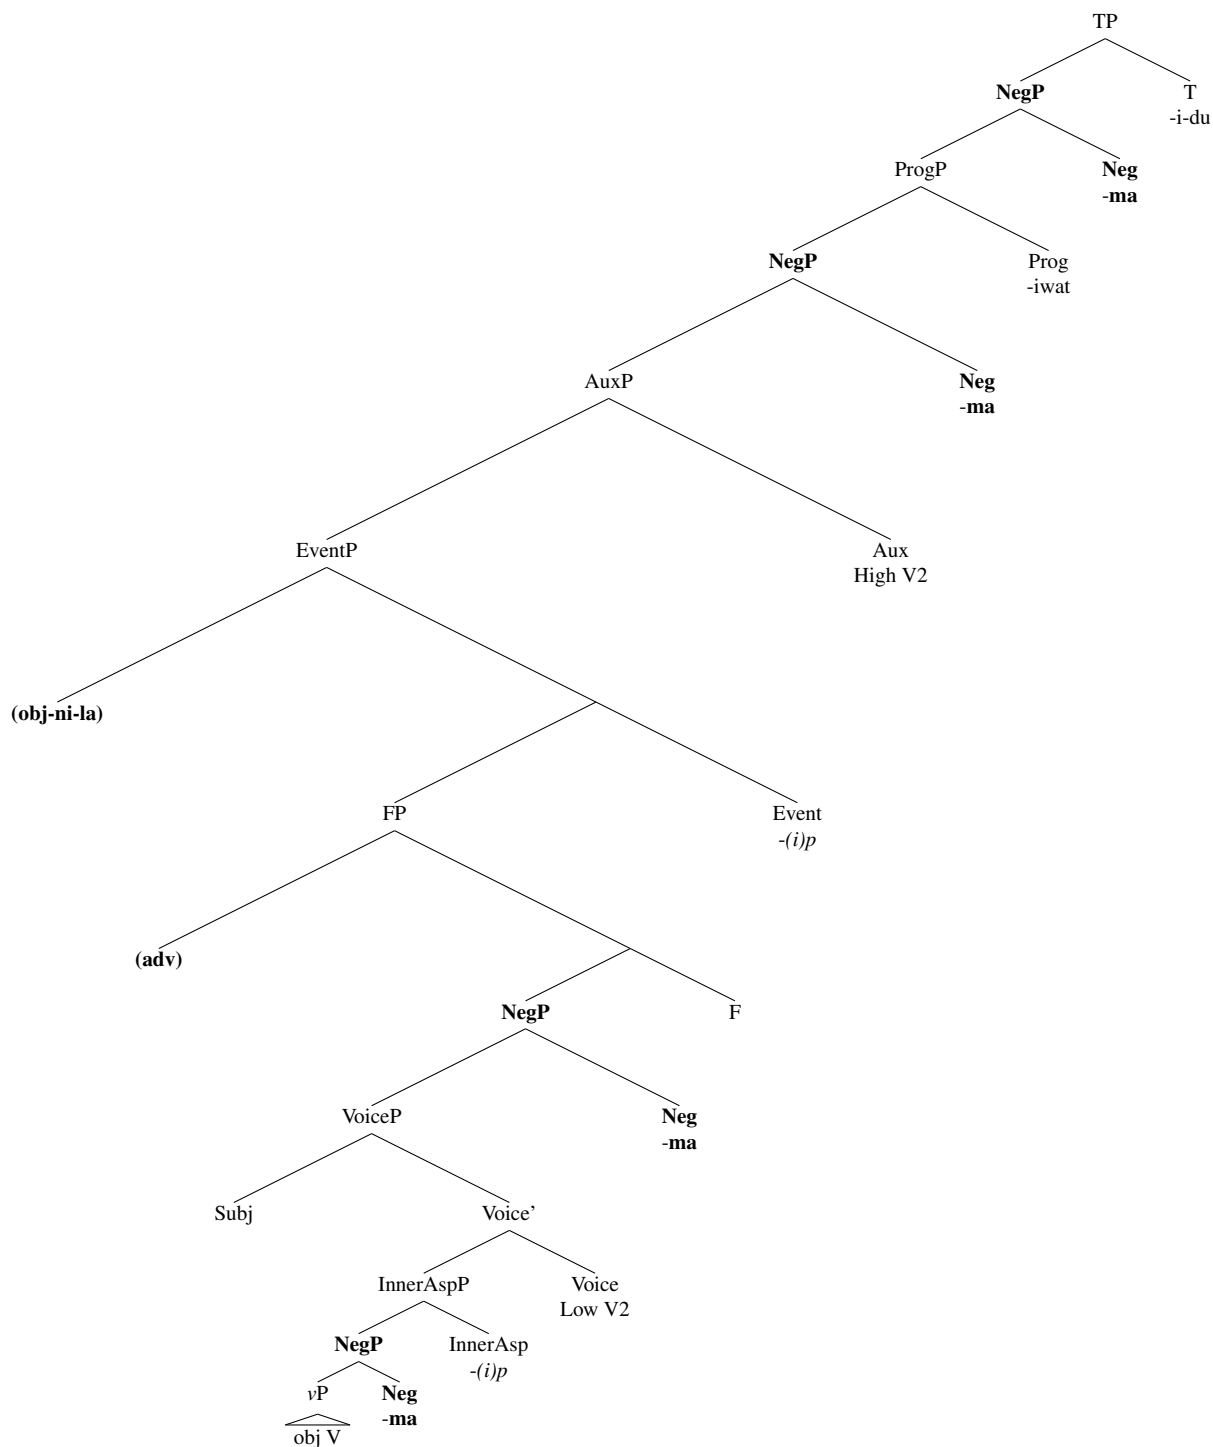 TP
NegP T
-i-du
ProgP Neg
-ma
NegP Prog
-iwat
AuxP Neg
-ma
EventP Aux
High V2
(obj-ni-la)
FP Event
-(i)p
(adv)
NegP F
VoiceP Neg
-ma
Subj Voice’
InnerAspP Voice
Low V2
NegP InnerAsp
-(i)p
vP Neg
-ma
obj V